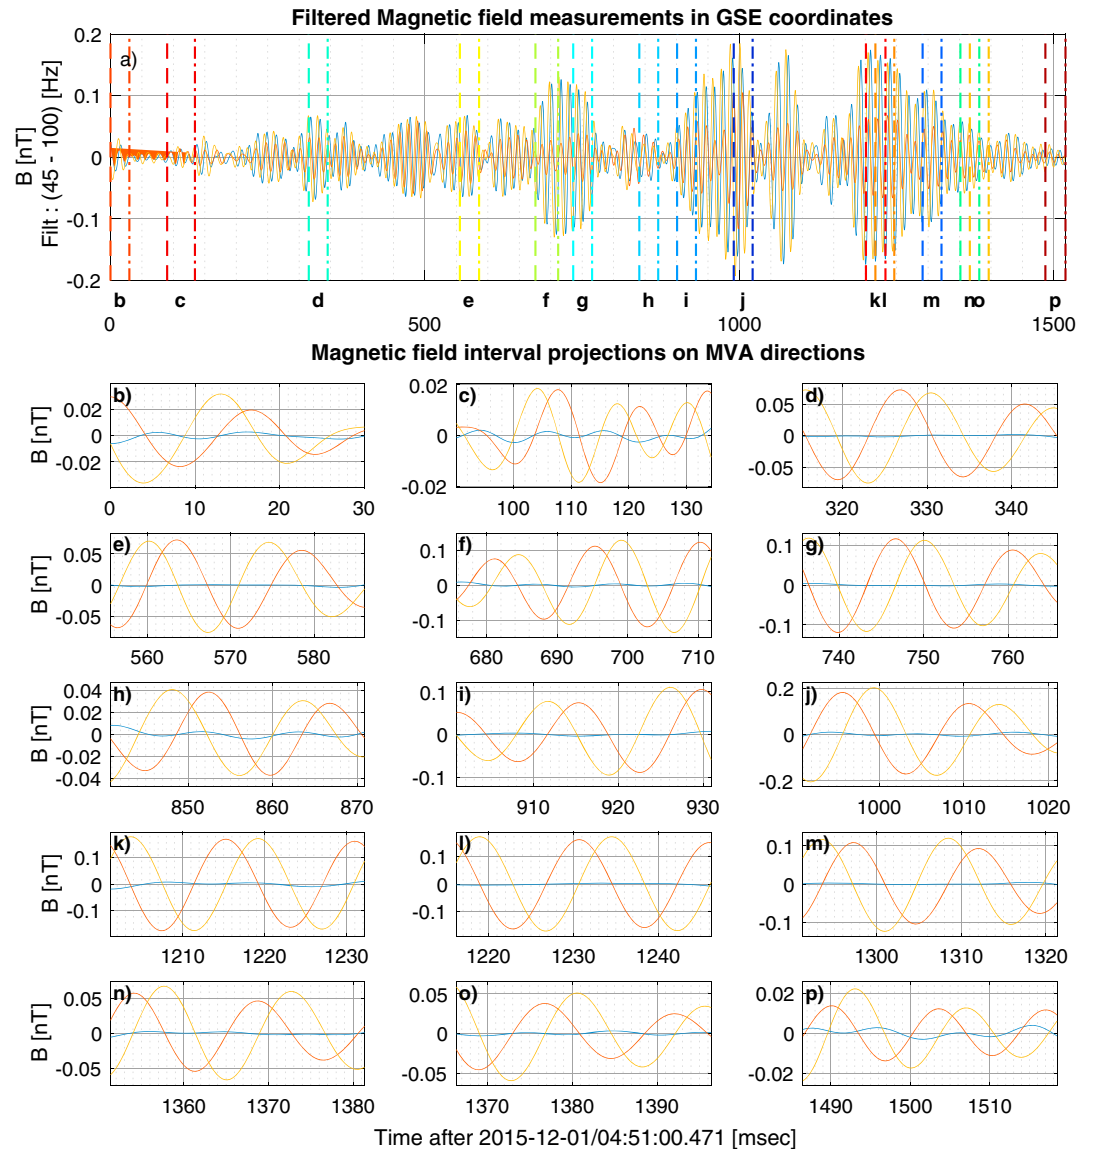 Filtered Magnetic field measurements in GSE coordinates
B [nT]
Filt : (45 - 100) [Hz]
a)
0.2
0.1
0
-0.1
-0.2
b c d e f g h i j k l m n o p
0 500 1000 1500
Magnetic field interval projections on MVA directions
b) c) d)
B [nT]
0.02 0 -0.02
0.02 0 -0.02
0.05 0 -0.05
0 10 20 30
100 110 120 130
320 330 340
e) f) g)
B [nT]
0.05 0 -0.05
0.1 0 -0.1
0.1 0 -0.1
560 570 580
680 690 700 710
740 750 760
h) i) j)
B [nT]
0.04 0.02 0 -0.02 -0.04
0.1 0 -0.1
0.2 0 -0.2
850 860 870
910 920 930
1000 1010 1020
k) l) m)
B [nT]
0.1 0 -0.1
0.1 0 -0.1
0.1 0 -0.1
1210 1220 1230
1220 1230 1240
1300 1310 1320
n) o) p)
B [nT]
0.05 0 -0.05
0.05 0 -0.05
0.02 0 -0.02
1360 1370 1380
1370 1380 1390
1490 1500 1510
Time after 2015-12-01/04:51:00.471 [msec]